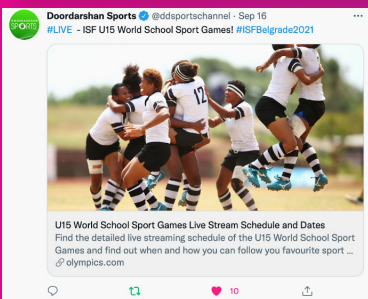 Doordarshan Sports @ddsportschannel · Sep 16
SPORTS
#LIVE - ISF U15 World School Sport Games! #ISFBelgrade2021
12
U15 World School Sport Games Live Stream Schedule and Dates
Find the detailed live streaming schedule of the U15 World School Sport
Games and find out when and how you can follow you favourite sport ...
olympics.com
10